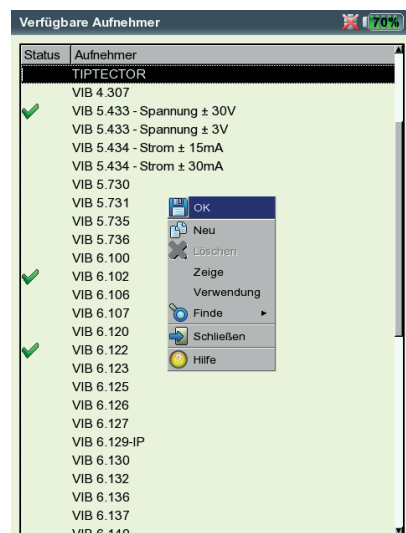 Verfügbare Aufnehmer 70%
Status Aufnehmer
TIPTECTOR
VIB 4.307
VIB 5.433 - Spannung ± 30V
VIB 5.433 - Spannung ± 3V
VIB 5.434 - Strom ± 15mA
VIB 5.434 - Strom ± 30mA
VIB 5.730
VIB 5.731
VIB 5.735
VIB 5.736
VIB 6.100
VIB 6.102
VIB 6.106
VIB 6.107
VIB 6.120
VIB 6.122
VIB 6.123
VIB 6.125
VIB 6.126
VIB 6.127
VIB 6.129-IP
VIB 6.130
VIB 6.132
VIB 6.136
VIB 6.137
VIB 6.140
OK
Neu
Löschen
Zeige
Verwendung
Finde
Schließen
Hilfe